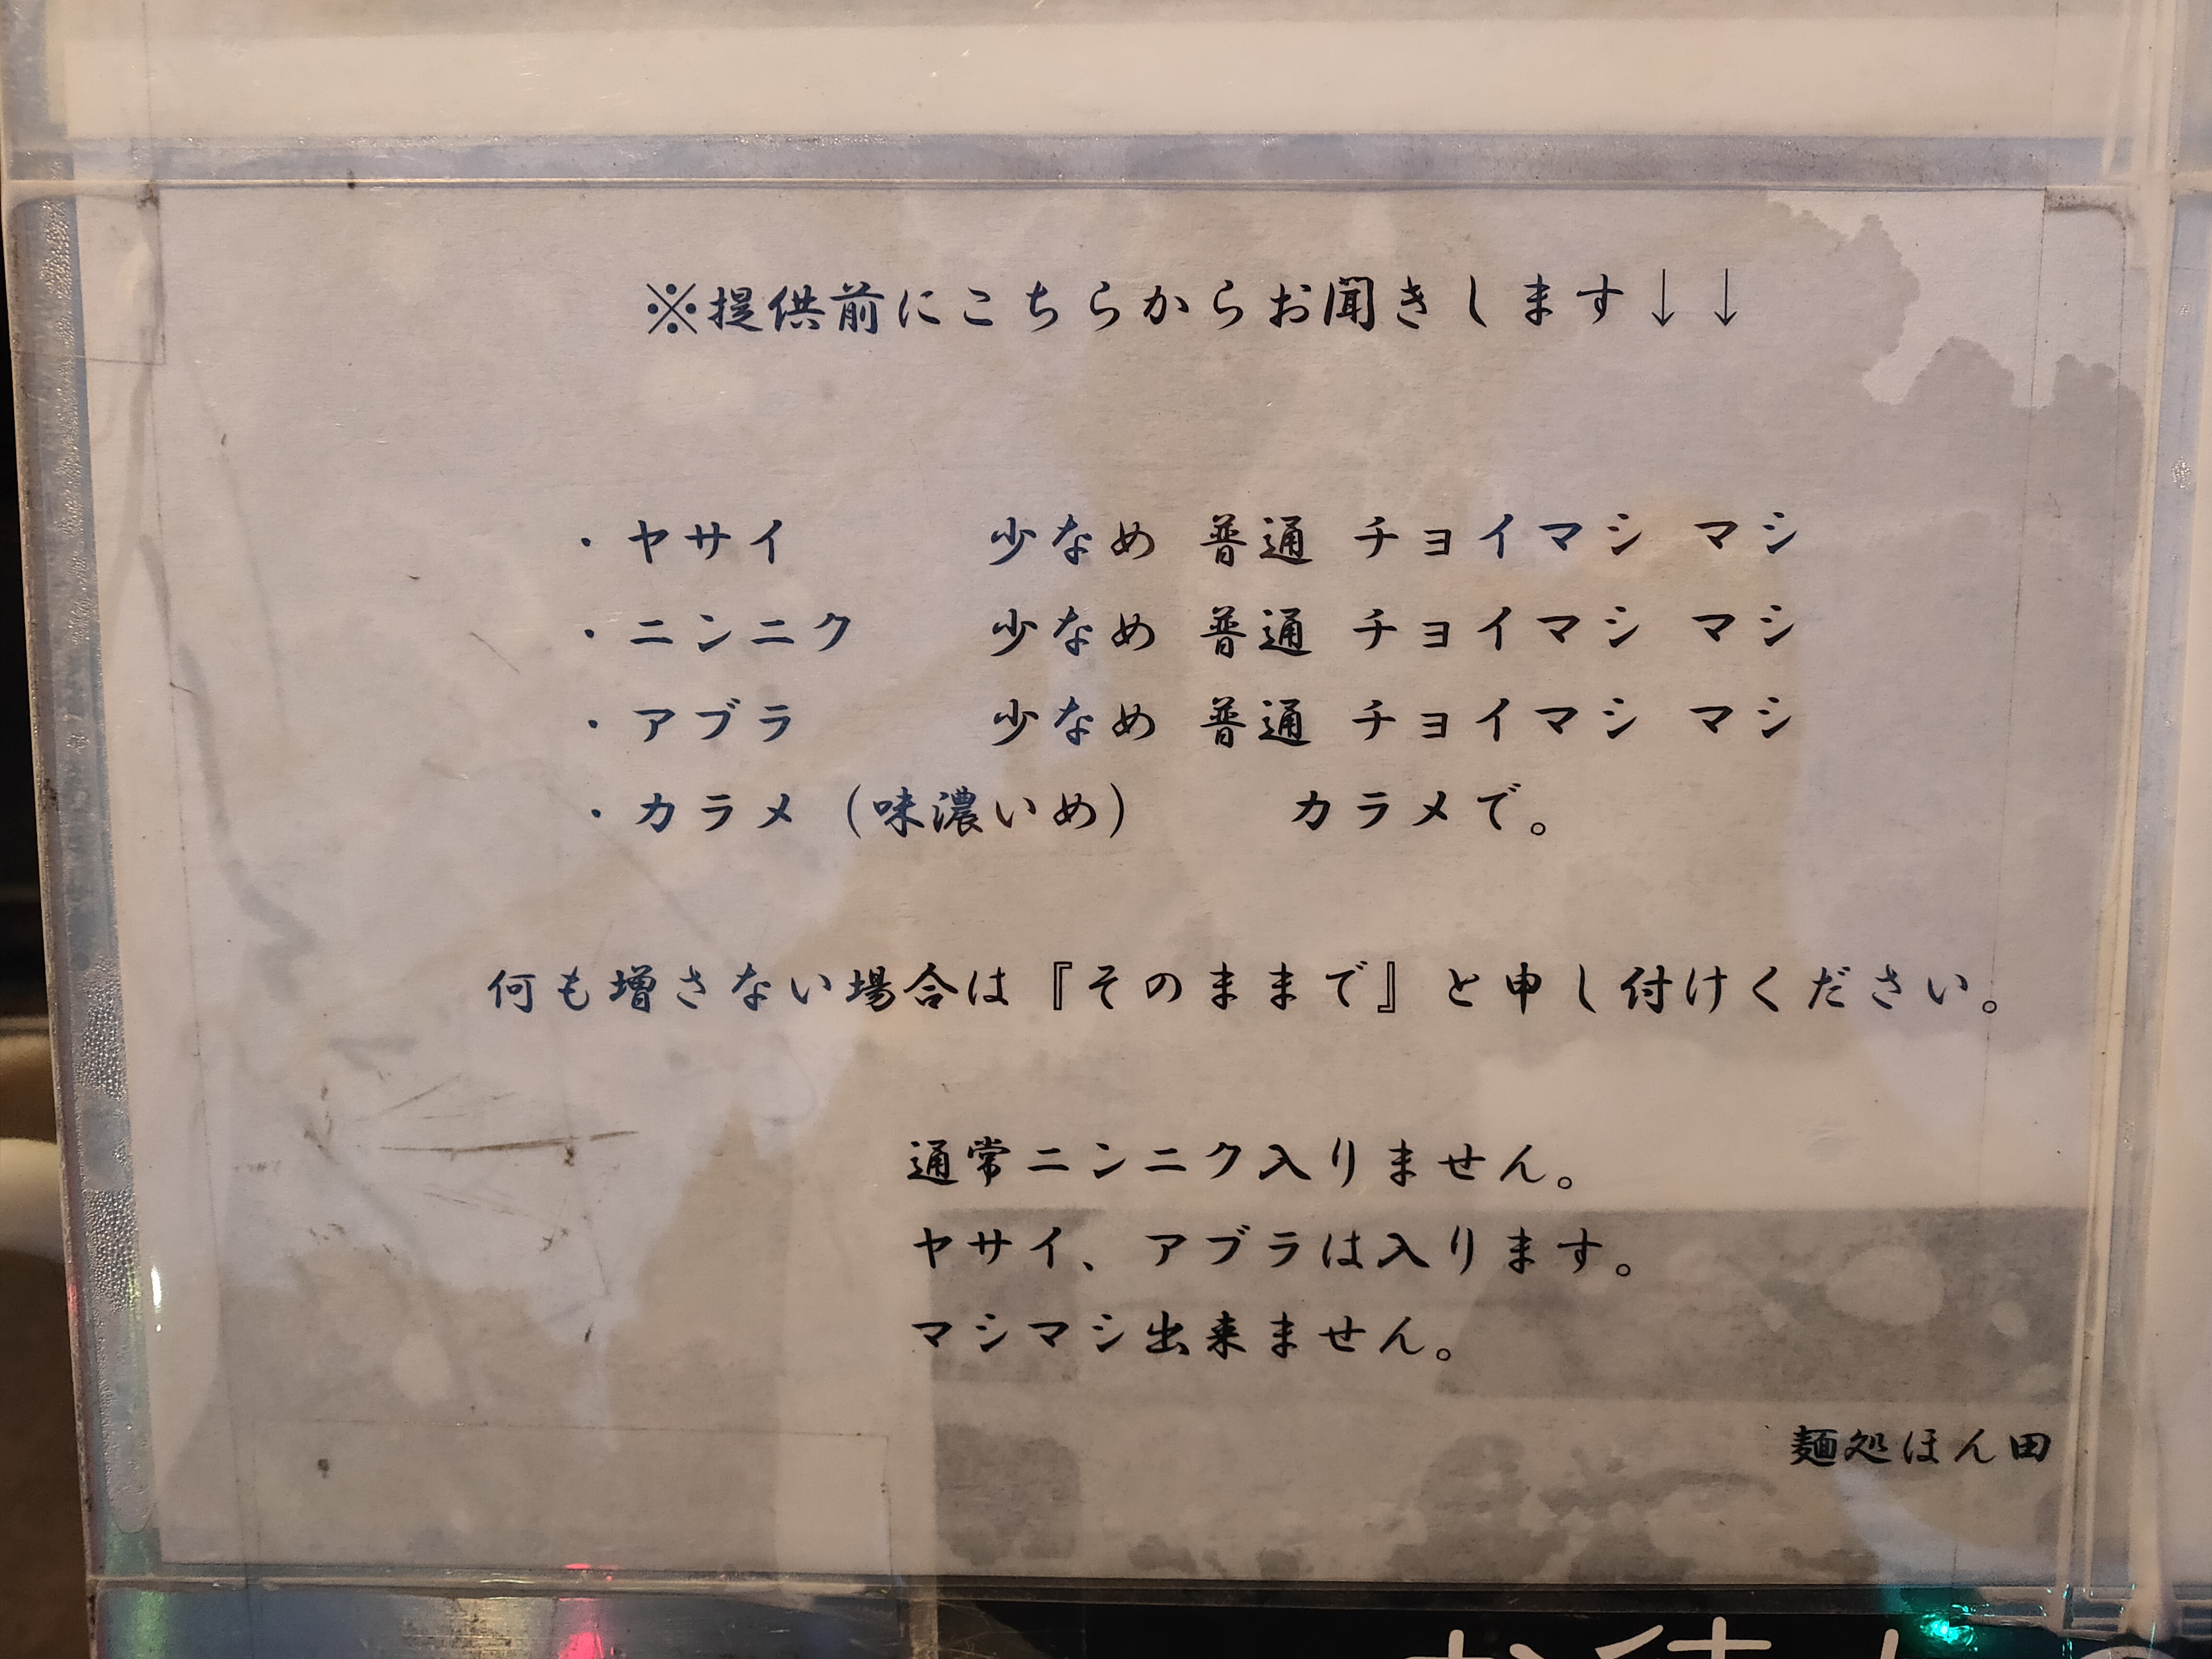 ※提供前にこちらからお聞きします↓↓
・ヤサイ 少なめ 普通 チョイマシ マシ
・ニンニク 少なめ 普通 チョイマシ マシ
・アブラ 少なめ 普通 チョイマシ マシ
・カラメ（味濃いめ） カラメで。
何も増さない場合は『そのままで』と申し付けください。
通常ニンニク入りません。
ヤサイ、アブラは入ります。
マシマシ出来ません。
麺処ほん田